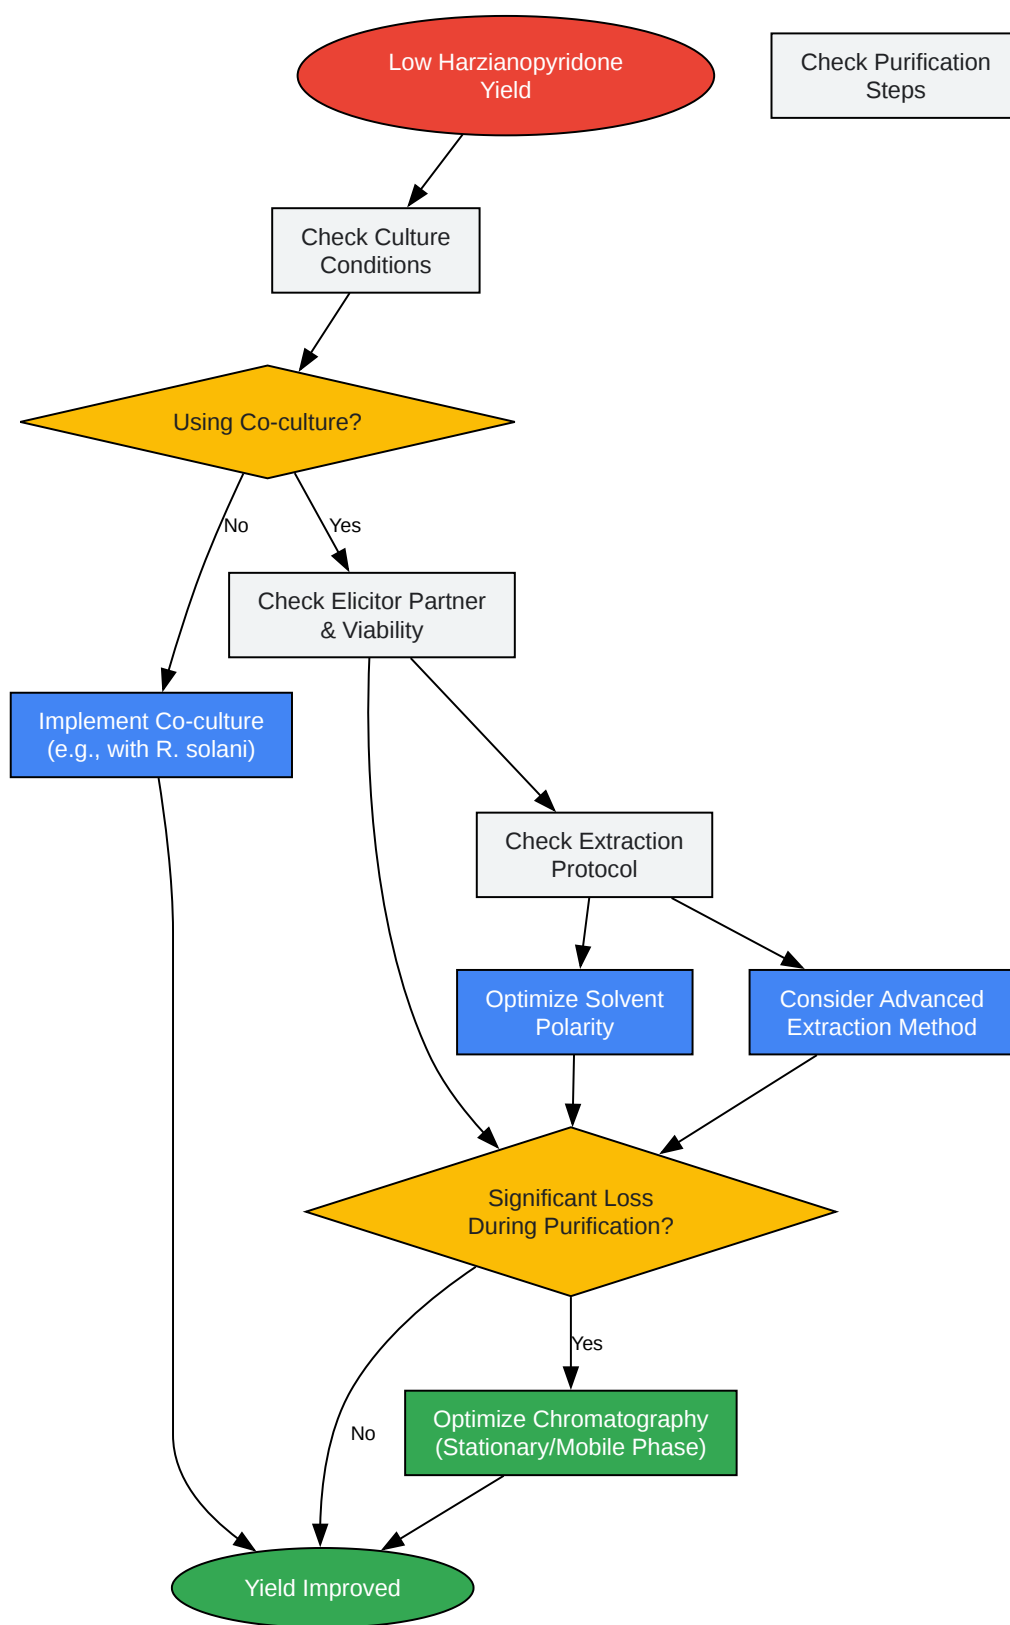 Low Harzianopyridone
Yield
Check Purification
Steps
Check Culture
Conditions
Using Co-culture?
No
Yes
Check Elicitor Partner
& Viability
Implement Co-culture
(e.g., with R. solani)
Check Extraction
Protocol
Optimize Solvent
Polarity
Consider Advanced
Extraction Method
Significant Loss
During Purification?
Yes
No
Optimize Chromatography
(Stationary/Mobile Phase)
Yield Improved